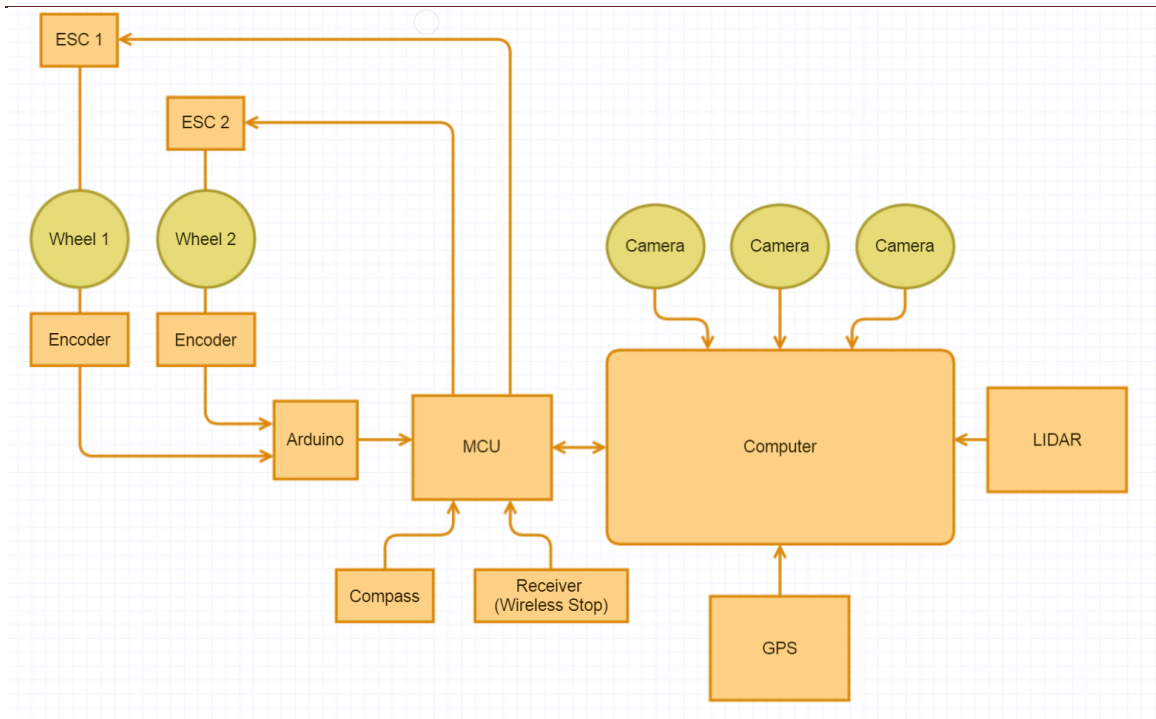 ESC 1
ESC 2
Wheel 1
Wheel 2
Camera
Camera
Camera
Encoder
Encoder
Arduino
MCU
Computer
LIDAR
Compass
Receiver
(Wireless Stop)
GPS